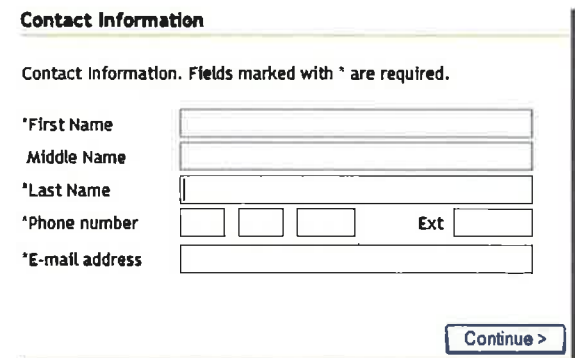 Contact Information
Contact Information. Fields marked with * are required.
*First Name
Middle Name
*Last Name
*Phone number Ext
*E-mail address
Continue >